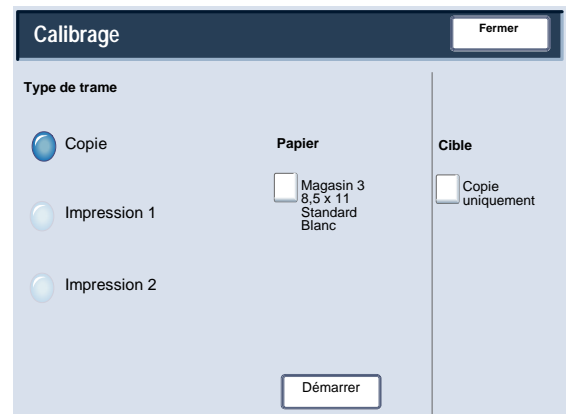 Calibrage
Fermer
Type de trame
Copie
Impression 1
Impression 2
Papier
Magasin 3
8,5 x 11
Standard
Blanc
Cible
Copie
uniquement
Démarrer